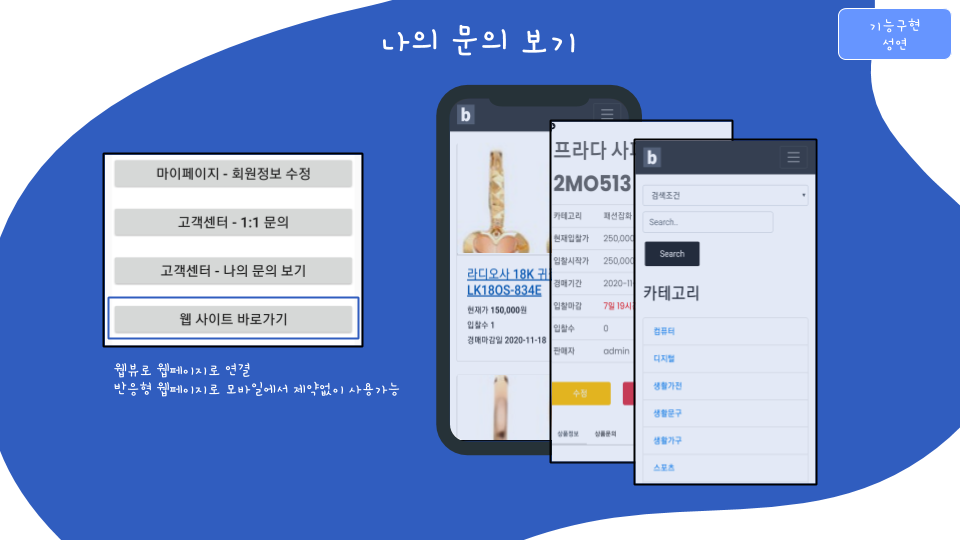 나의 문의 보기
기능구현
성연
마이페이지 - 회원정보 수정
고객센터 - 1:1 문의
고객센터 - 나의 문의 보기
웹 사이트 바로가기
웹뷰로 웹페이지로 연결
반응형 웹페이지로 모바일에서 제약없이 사용가능
b
라디오사 18K 귀
LK18OS-834E
현재가 150,000원
입찰수 1
경매마감일 2020-11-18
프라다 사
2MO513
카테고리 패션잡화
현재입찰가 250,000
입찰시작가 250,000
경매기간 2020-11
입찰마감 7일 19시
입찰수 0
판매자 admin
수정
상품정보 상품문의
b
검색조건
Search..
Search
카테고리
컴퓨터
디지털
생활가전
생활문구
생활가구
스포츠